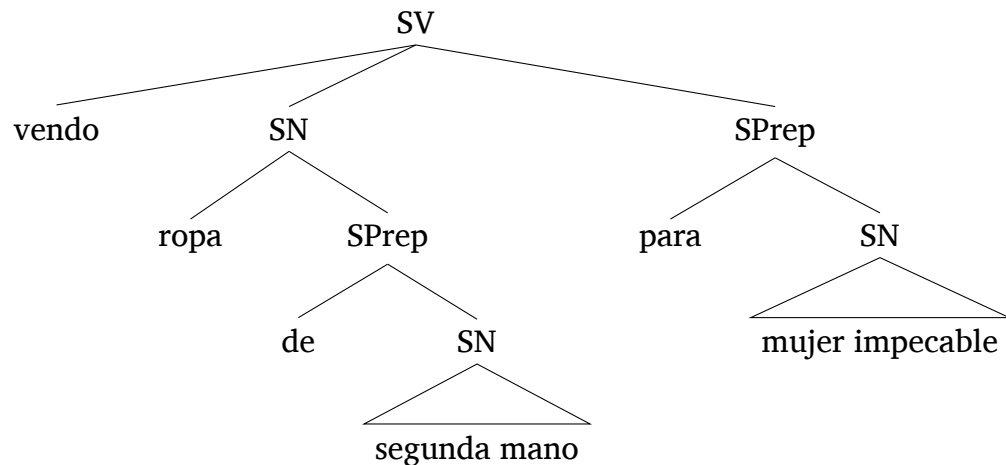 SV
vendo SN SPrep
ropa SPrep para SN
de SN mujer impecable
segunda mano